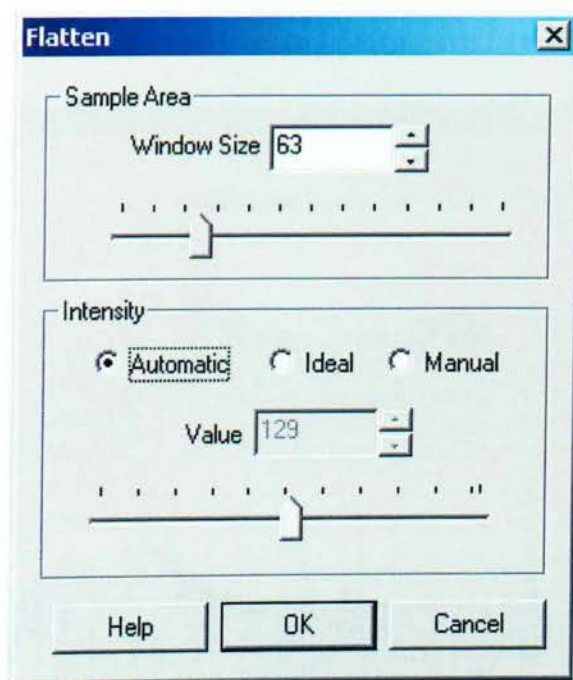 Flatten
Sample Area
Window Size 63
Intensity
Automatic Ideal Manual
Value 129
Help OK Cancel